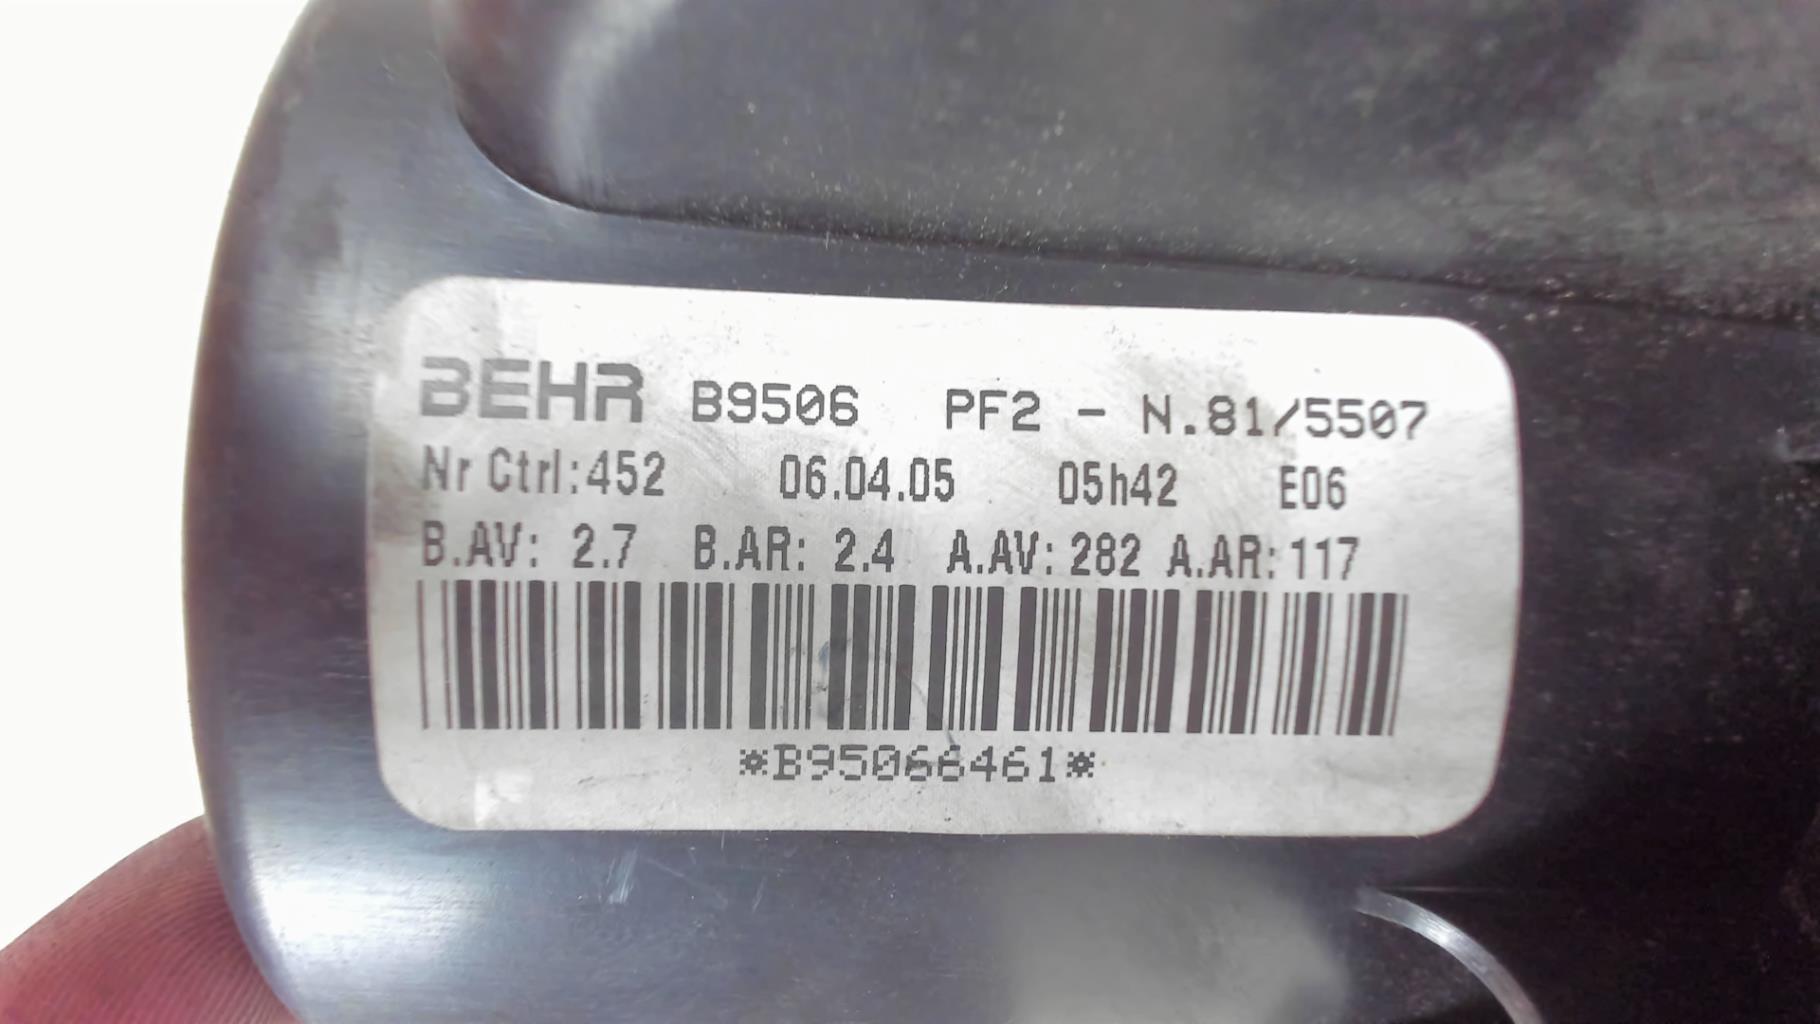 BEHR B9506 PF2 - N.81/5507
Nr Ctrl:452 06.04.05 05h42 E06
B.AV: 2.7 B.AR: 2.4 A.AV: 282 A.AR: 117
*B95066461*